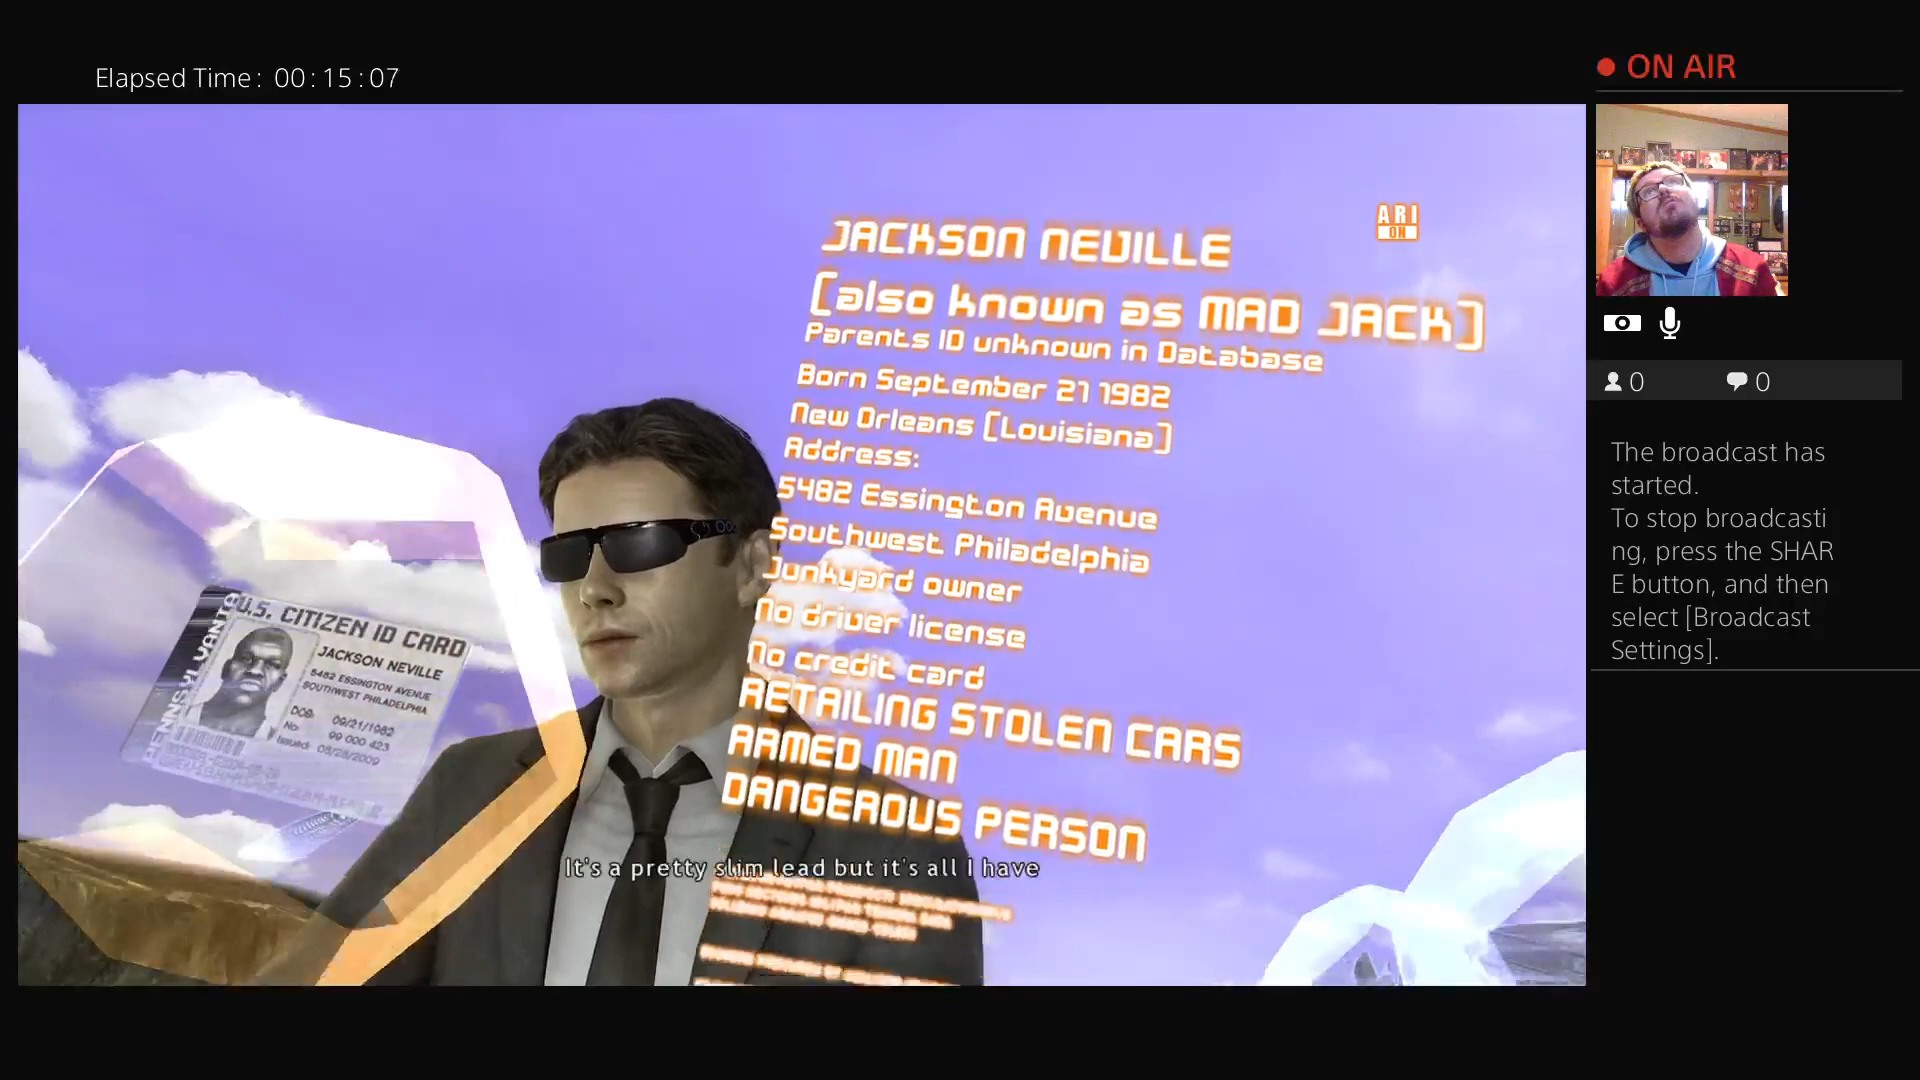 Elapsed Time: 00:15:07
ON AIR
ARI
ON
JACKSON NEVILLE
[also known as MAD JACK]
Parents ID unknown in Database
Born September 21 1982
New Orleans [Louisiana]
Address:
5482 Essington Avenue
Southwest Philadelphia
Junkyard owner
No driver license
No credit card
RETAILING STOLEN CARS
ARMED MAN
DANGEROUS PERSON
U.S. CITIZEN ID CARD
JACKSON NEVILLE
5482 ESSINGTON AVENUE
SOUTHWEST PHILADELPHIA
DOB: 09/21/1982
No: 99 000 423
Issued: 08/28/2009
It's a pretty slim lead but it's all I have
0 0
The broadcast has
started.
To stop broadcasti
ng, press the SHAR
E button, and then
select [Broadcast
Settings].